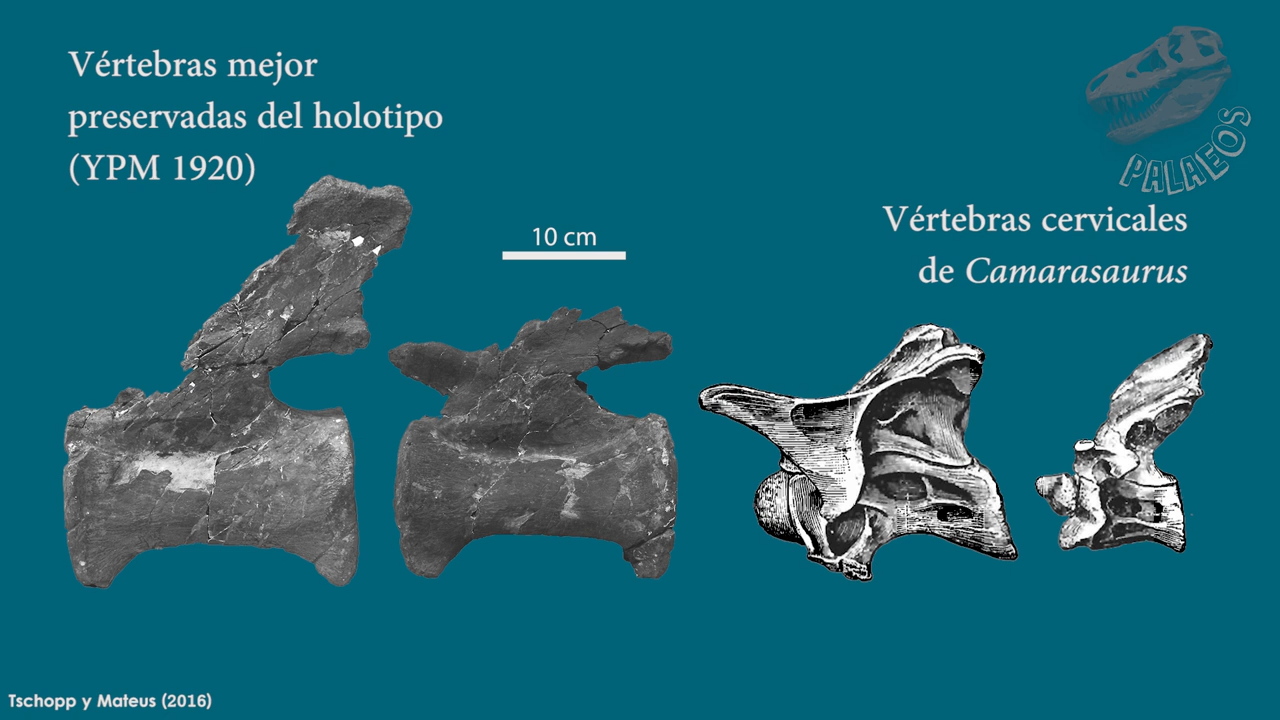 Vértebras mejor
preservadas del holotipo
(YPM 1920)
10 cm
PALAEOS
Vértebras cervicales
de Camarasaurus
Tschopp y Mateus (2016)